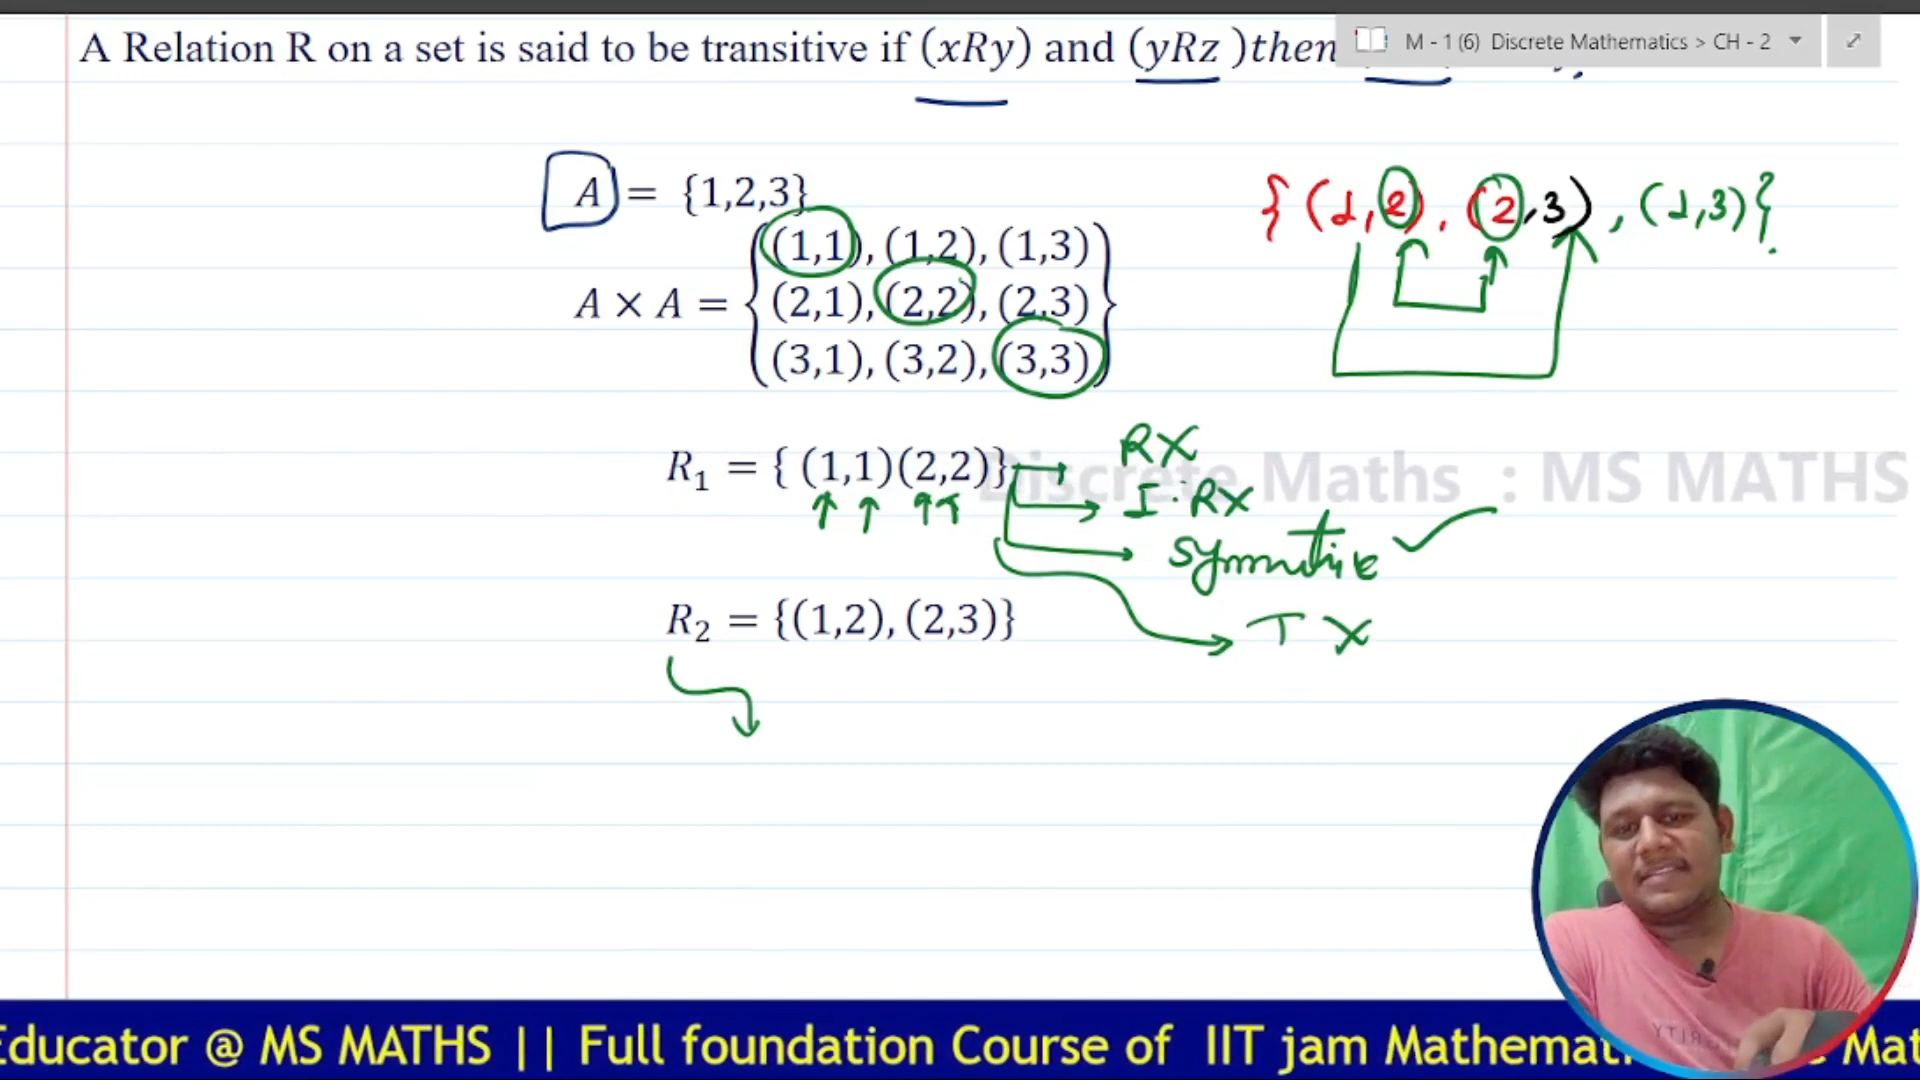 A Relation R on a set is said to be transitive if (xRy) and (yRz )then
M - 1 (6) Discrete Mathematics > CH - 2
A = {1,2,3}
{ (1,2), (2,3) , (1,3) }
A × A = { (1,1), (1,2), (1,3)
(2,1), (2,2), (2,3)
(3,1), (3,2), (3,3) }
R₁ = { (1,1)(2,2)}
RX
I·RX
Symmtive ✓
T X
Discrete Maths : MS MATHS
R₂ = {(1,2), (2,3)}
Educator @ MS MATHS || Full foundation Course of IIT jam Mathemati Mat